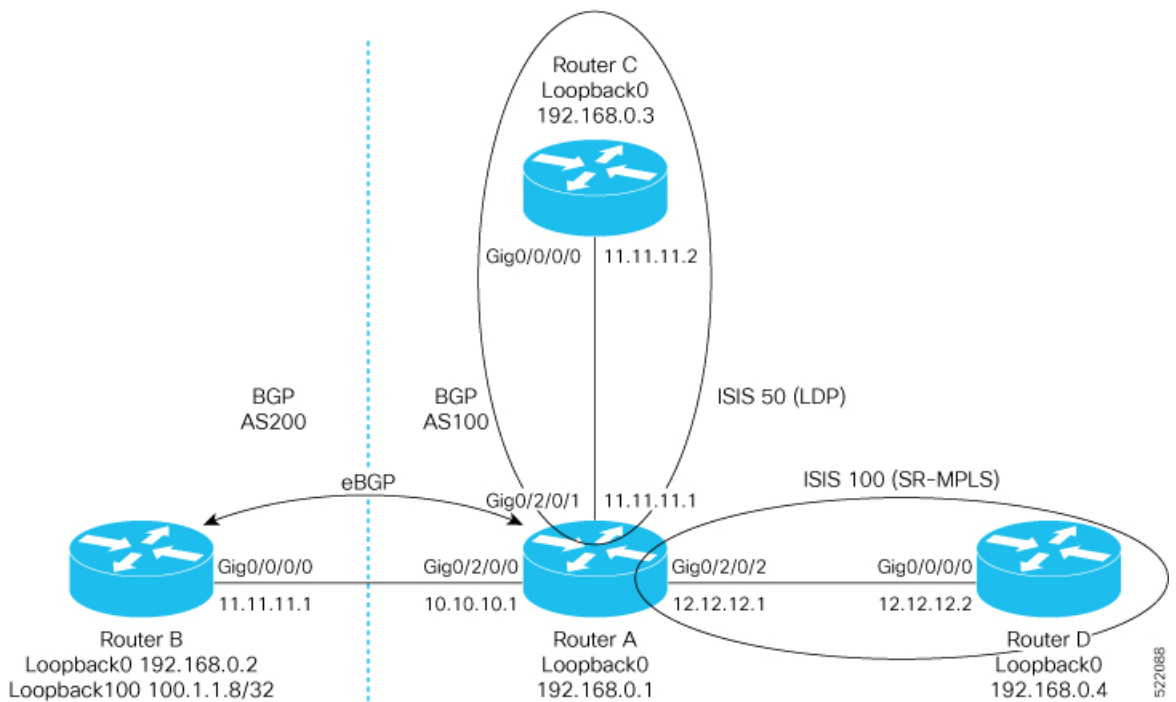 Router C
Loopback0
192.168.0.3
Gig0/0/0/0
11.11.11.2
BGP
AS200
BGP
AS100
ISIS 50 (LDP)
eBGP
Gig0/2/0/1
11.11.11.1
ISIS 100 (SR-MPLS)
Gig0/0/0/0
11.11.11.1
Gig0/2/0/0
10.10.10.1
Gig0/2/0/2
12.12.12.1
Gig0/0/0/0
12.12.12.2
Router B
Loopback0 192.168.0.2
Loopback100 100.1.1.8/32
Router A
Loopback0
192.168.0.1
Router D
Loopback0
192.168.0.4
522088